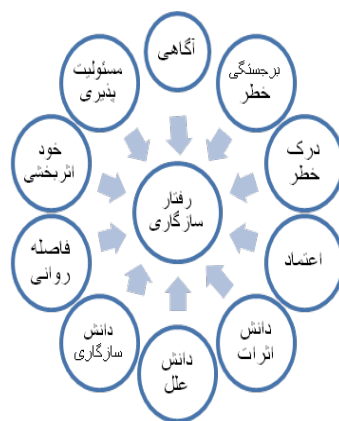 آگاهی
برجستگی
خطر
درک
خطر
اعتماد
دانش
اثرات
دانش
علل
دانش
سازگاری
فاصله
روانی
خود
اثربخشی
مسئولیت
پذیری
رفتار
سازگاری